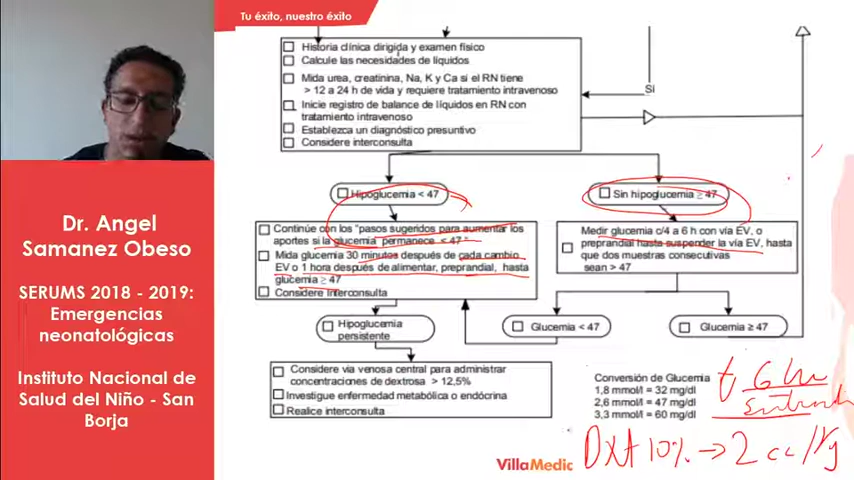 Tu éxito, nuestro éxito
Dr. Angel
Samanez Obeso
SERUMS 2018 - 2019:
Emergencias
neonatológicas
Instituto Nacional de
Salud del Niño - San
Borja
Historia clínica dirigida y examen físico
Calcule las necesidades de líquidos
Mida urea, creatinina, Na, K y Ca si el RN tiene
> 12 a 24 h de vida y requiere tratamiento intravenoso
Inicie registro de balance de líquidos en RN con
tratamiento intravenoso
Establezca un diagnóstico presuntivo
Considere interconsulta
Sí
Hipoglucemia < 47
Sin hipoglucemia ≥ 47
Continúe con los "pasos sugeridos para aumentar los
aportes si la glucemia permanece < 47 "
Mida glucemia 30 minutos después de cada cambio
EV o 1 hora después de alimentar, preprandial, hasta
glucemia ≥ 47
Considere Interconsulta
Medir glucemia c/4 a 6 h con vía EV, o
preprandial hasta suspender la vía EV, hasta
que dos muestras consecutivas
sean > 47
Hipoglucemia
persistente
Glucemia < 47
Glucemia ≥ 47
Considere via venosa central para administrar
concentraciones de dextrosa > 12,5%
Investigue enfermedad metabólica o endócrina
Realice interconsulta
Conversión de Glucemia
1,8 mmol/l = 32 mg/dl
2,6 mmol/l = 47 mg/dl
3,3 mmol/l = 60 mg/dl
DxA 10% → 2 cc/Kg
VillaMedic